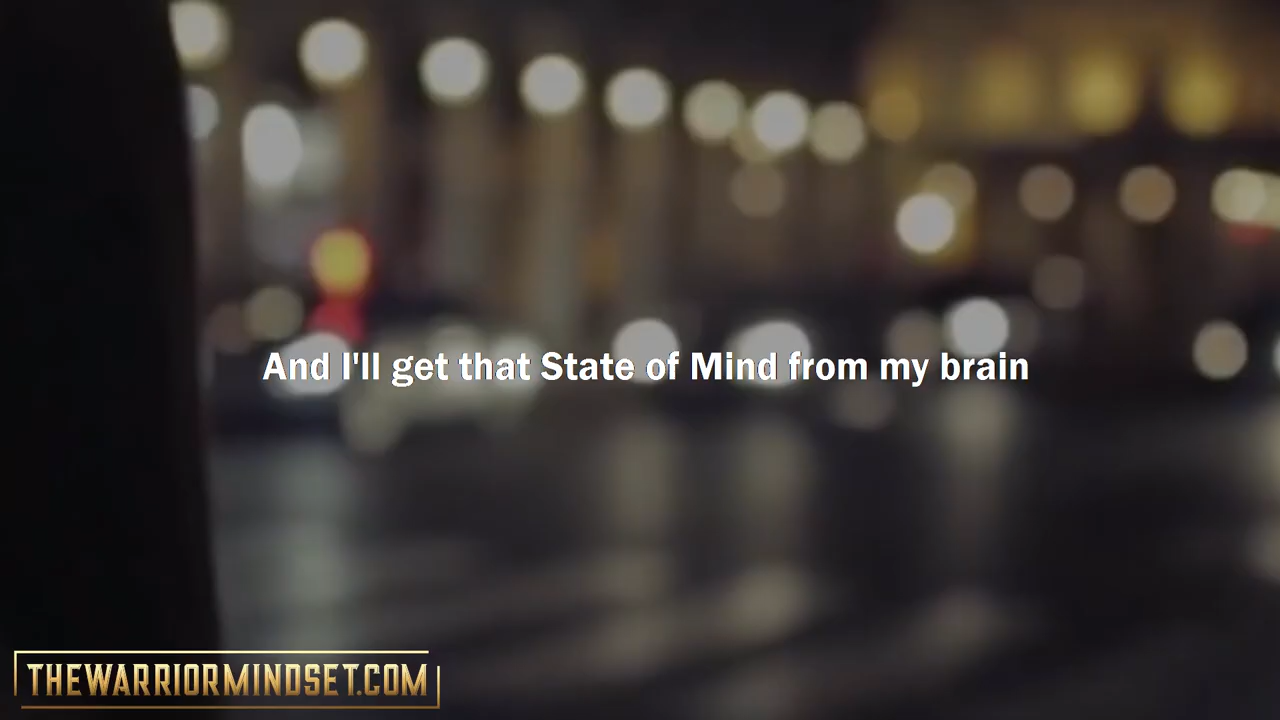 And I'll get that State of Mind from my brain
THEWARRIORMINDSET.COM